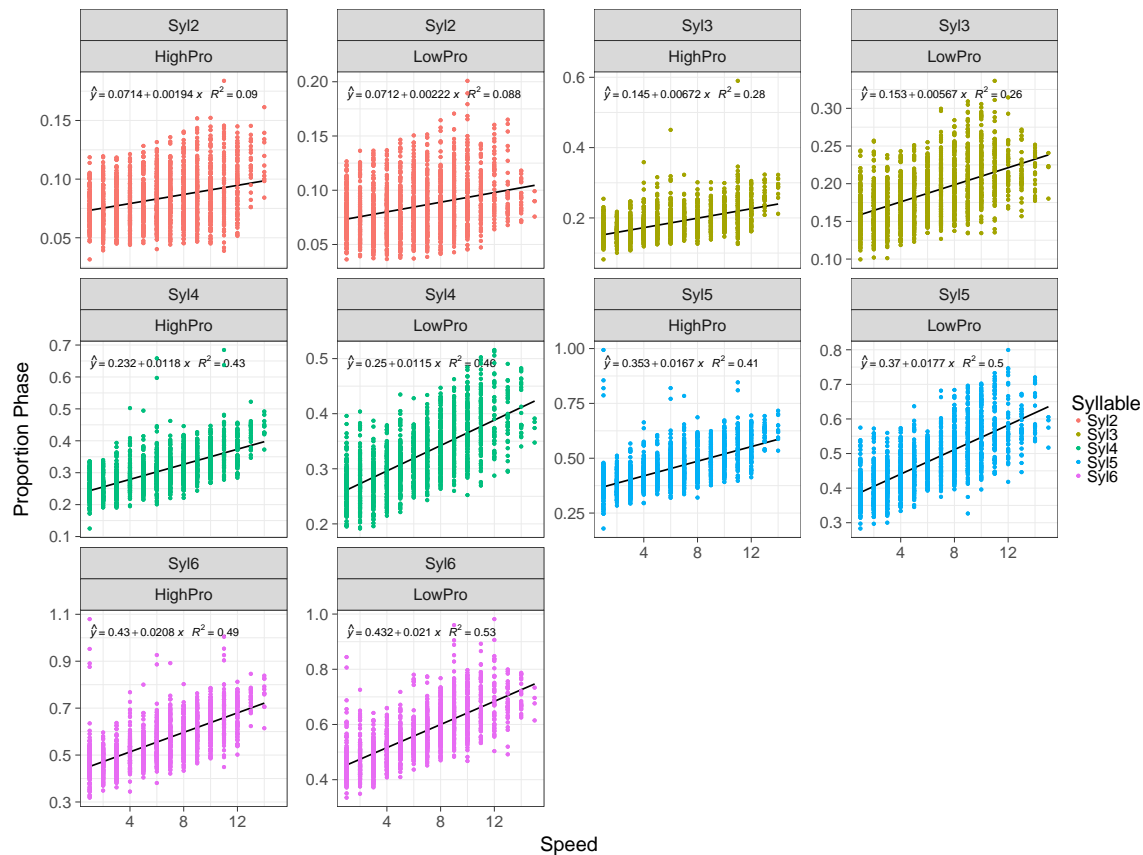 Syl2
HighPro
ŷ = 0.0714 + 0.00194 x R² = 0.09
0.15
0.10
0.05
Syl2
LowPro
ŷ = 0.0712 + 0.00222 x R² = 0.088
0.20
0.15
0.10
0.05
Syl3
HighPro
ŷ = 0.145 + 0.00672 x R² = 0.28
0.6
0.4
0.2
Syl3
LowPro
ŷ = 0.153 + 0.00567 x R² = 0.26
0.30
0.25
0.20
0.15
0.10
Syl4
HighPro
ŷ = 0.232 + 0.0118 x R² = 0.43
0.7
0.6
0.5
0.4
0.3
0.2
0.1
Syl4
LowPro
ŷ = 0.25 + 0.0115 x R² = 0.46
0.5
0.4
0.3
0.2
Syl5
HighPro
ŷ = 0.353 + 0.0167 x R² = 0.41
1.00
0.75
0.50
0.25
4 8 12
Syl5
LowPro
ŷ = 0.37 + 0.0177 x R² = 0.5
0.8
0.7
0.6
0.5
0.4
0.3
4 8 12
Syl6
HighPro
ŷ = 0.43 + 0.0208 x R² = 0.49
1.1
0.9
0.7
0.5
0.3
4 8 12
Syl6
LowPro
ŷ = 0.432 + 0.021 x R² = 0.53
1.0
0.8
0.6
0.4
4 8 12
Proportion Phase
Speed
Syllable
Syl2
Syl3
Syl4
Syl5
Syl6